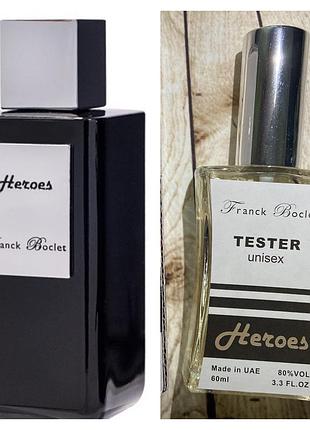 Heroes
Franck Boclet
Franck Boclet
TESTER
unisex
Heroes
Made in UAE 80%VOL
60ml 3.3 FL.OZ